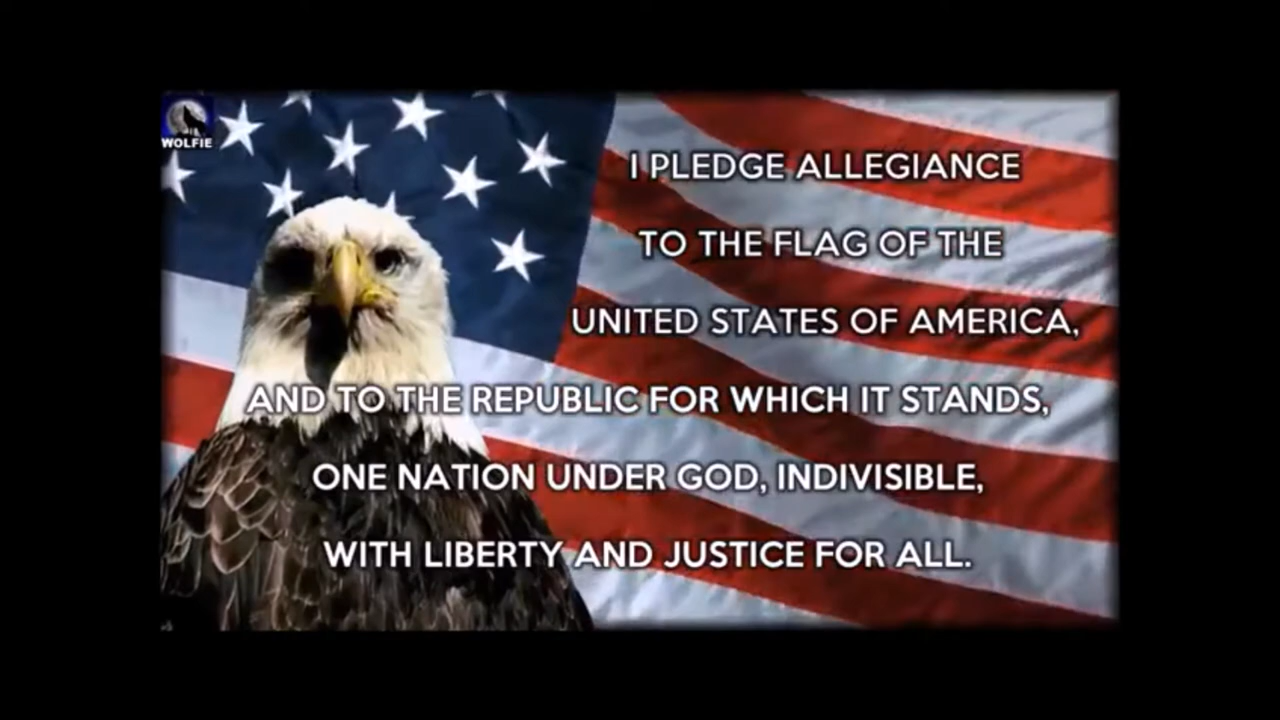 WOLFIE
I PLEDGE ALLEGIANCE
TO THE FLAG OF THE
UNITED STATES OF AMERICA,
AND TO THE REPUBLIC FOR WHICH IT STANDS,
ONE NATION UNDER GOD, INDIVISIBLE,
WITH LIBERTY AND JUSTICE FOR ALL.